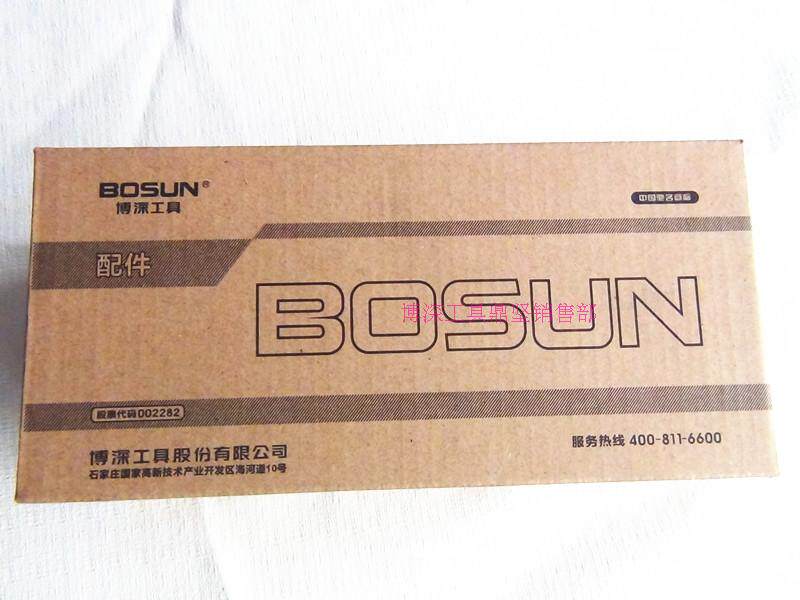 BOSUN®
博深工具
中国驰名商标
配件
BOSUN
博深工具鼎坚销售部
股票代码002282
博深工具股份有限公司
石家庄国家高新技术产业开发区海河道10号
服务热线 400-811-6600